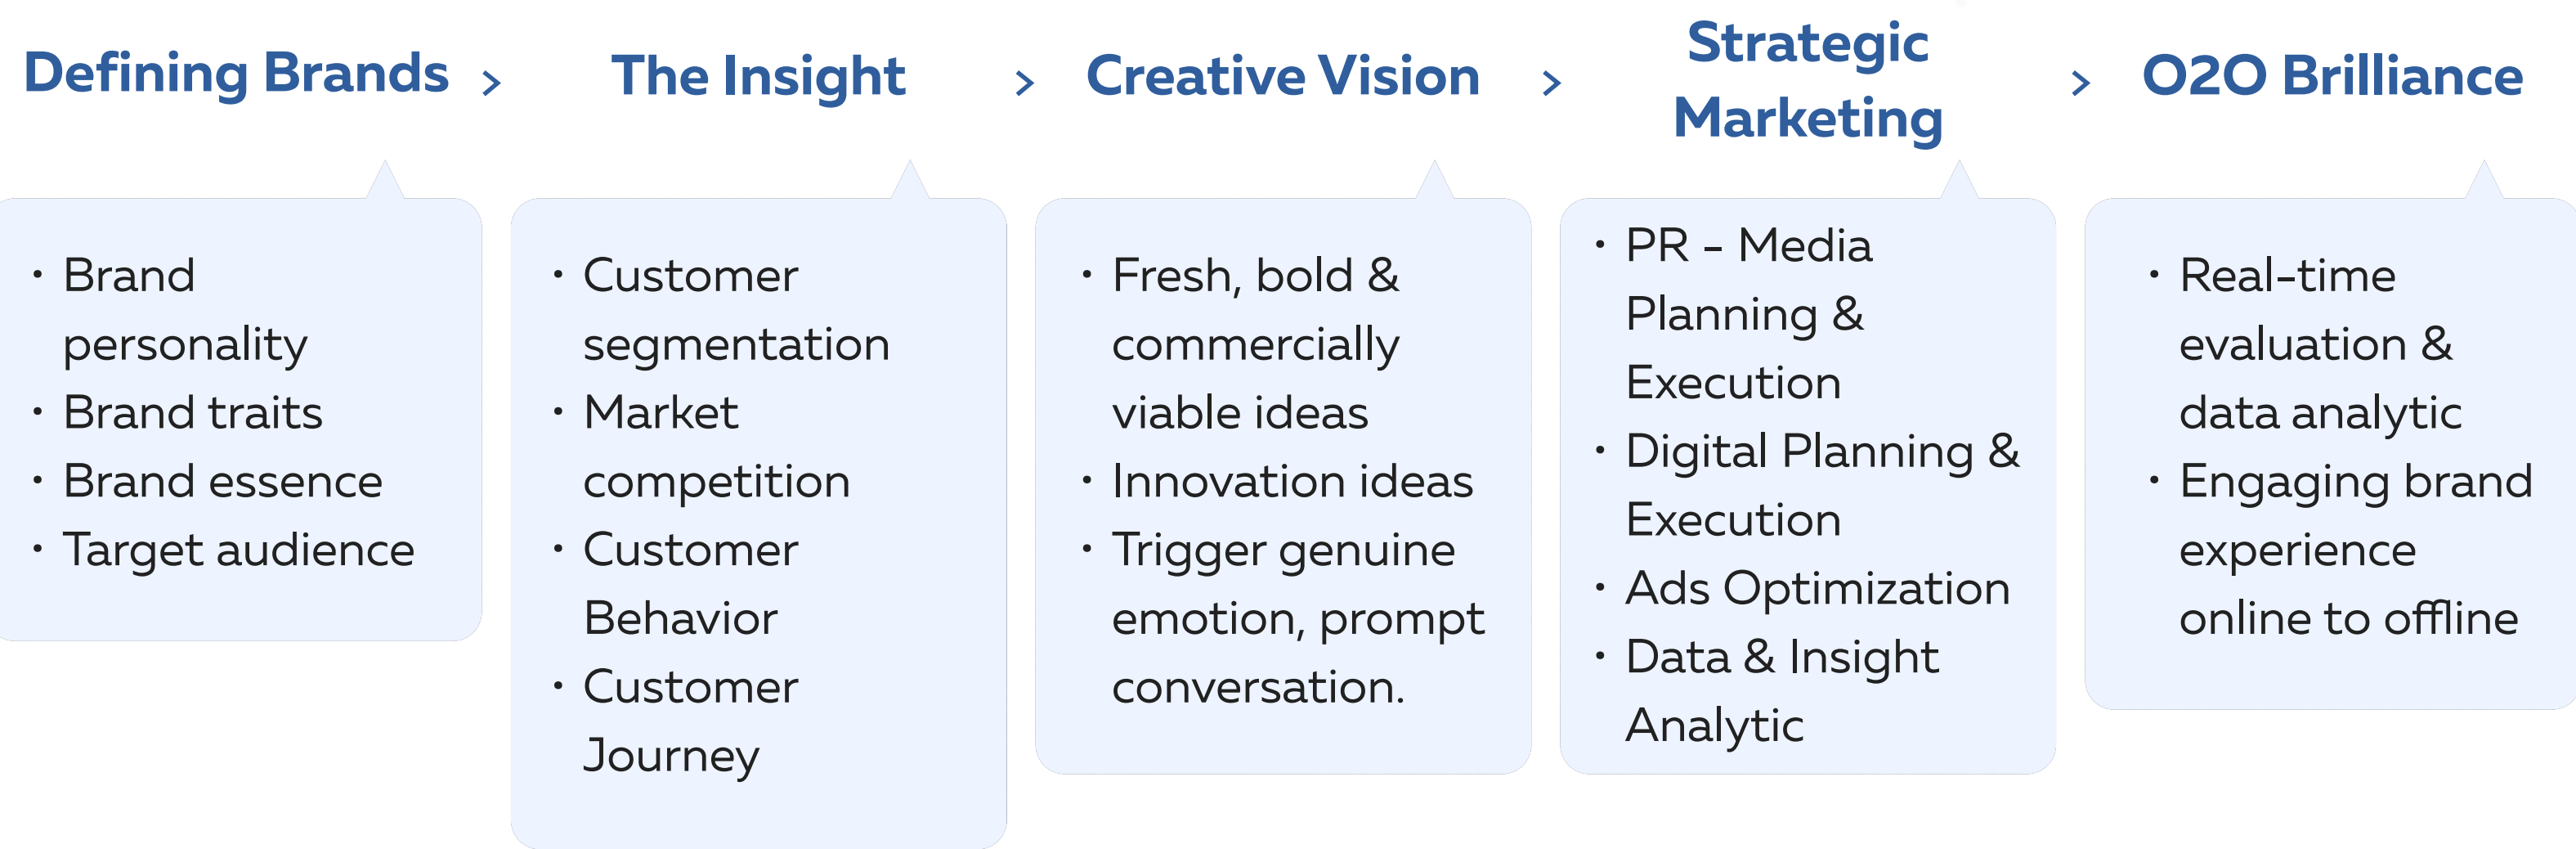 Defining Brands
>
The Insight
>
Creative Vision
>
Strategic
Marketing
>
O2O Brilliance
• Brand
personality
• Brand traits
• Brand essence
• Target audience
• Customer
segmentation
• Market
competition
• Customer
Behavior
• Customer
Journey
• Fresh, bold &
commercially
viable ideas
• Innovation ideas
• Trigger genuine
emotion, prompt
conversation.
• PR - Media
Planning &
Execution
• Digital Planning &
Execution
• Ads Optimization
• Data & Insight
Analytic
• Real-time
evaluation &
data analytic
• Engaging brand
experience
online to offline